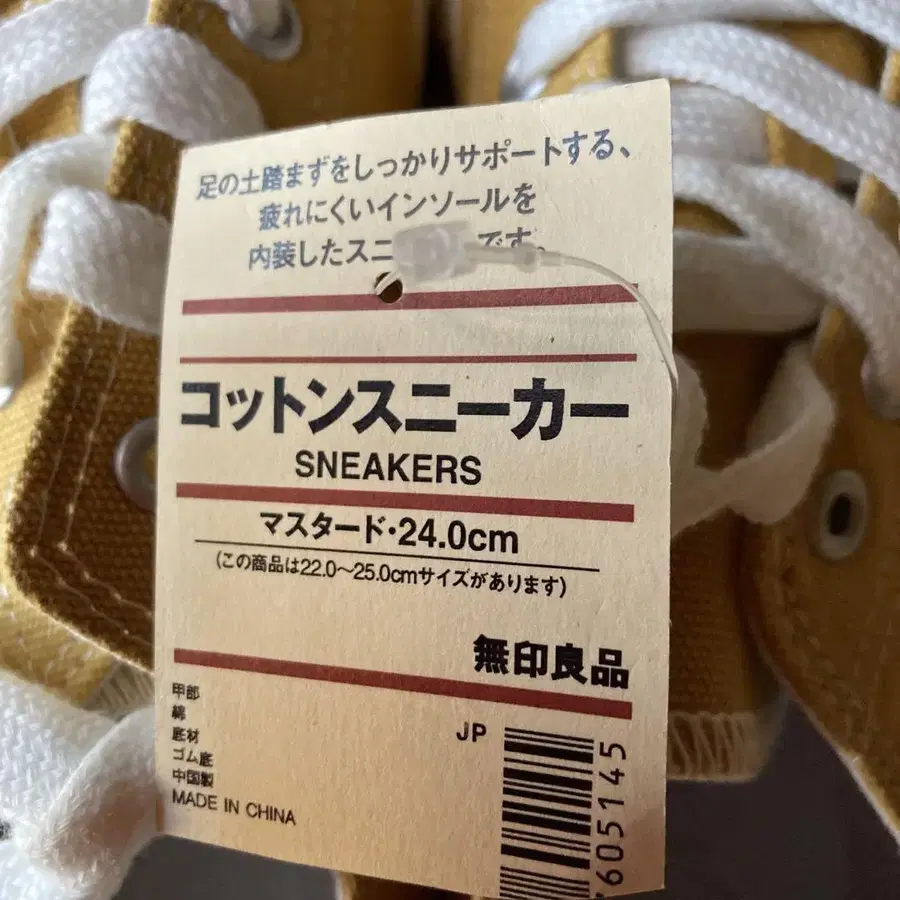 足の土踏まずをしっかりサポートする、
疲れにくいインソールを
内装したスニ です。
コットンスニーカー
SNEAKERS
マスタード・24.0cm
(この商品は22.0～25.0cmサイズがあります)
無印良品
甲部
綿
底材
ゴム底
中国製
MADE IN CHINA
JP
605145